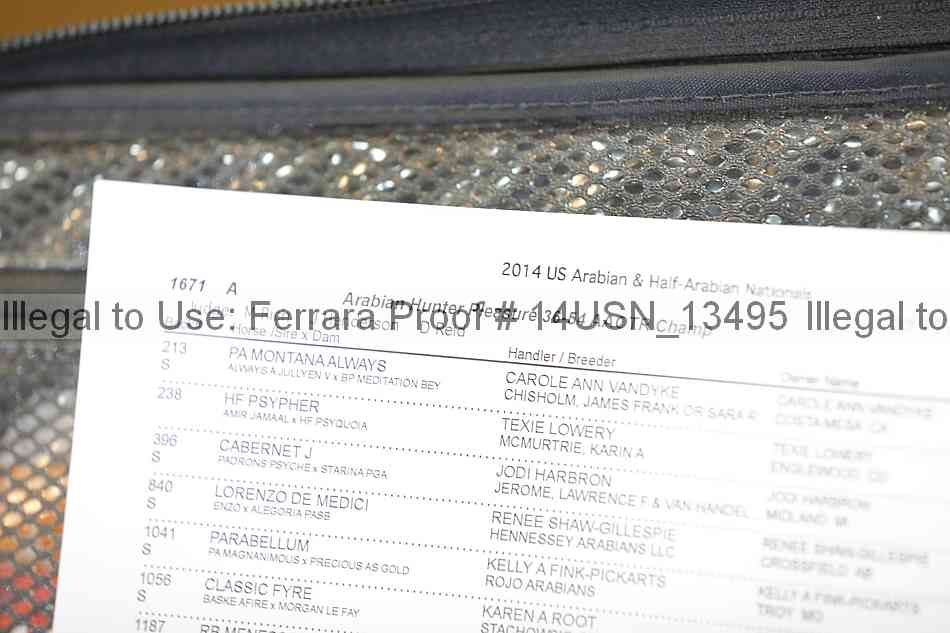 2014 US Arabian & Half-Arabian Nationals
1671 A
Arabian Hunter Pleasure 36-54 AAOTR Champ
Illegal to Use: Ferrara Proof # 14USN_13495 Illegal to
D Reid
Horse /Sire x Dam Handler / Breeder Owner Name
213 PA MONTANA ALWAYS CAROLE ANN VANDYKE CAROLE ANN VANDYKE
S ALWAYS A JULLYEN V x BP MEDITATION BEY CHISHOLM, JAMES FRANK OR SARA R COSTA MESA CA
238 HF PSYPHER TEXIE LOWERY TEXIE LOWERY
AMIR JAMAAL x HF PSYQUOIA MCMURTRIE, KARIN A ENGLEWOOD CO
396 CABERNET J JODI HARBRON JODI HARBRON
S PADRONS PSYCHE x STARINA PGA JEROME, LAWRENCE F & VAN HANDEL MIDLAND MI
840 LORENZO DE MEDICI RENEE SHAW-GILLESPIE RENEE SHAW-GILLESPIE
S ENZO x ALEGORIA PASB HENNESSEY ARABIANS LLC CROSSFIELD AB
1041 PARABELLUM KELLY A FINK-PICKARTS KELLY A FINK-PICKARTS
S PA MAGNANIMOUS x PRECIOUS AS GOLD ROJO ARABIANS TROY MO
1056 CLASSIC FYRE KAREN A ROOT
S BASKE AFIRE x MORGAN LE FAY
1187